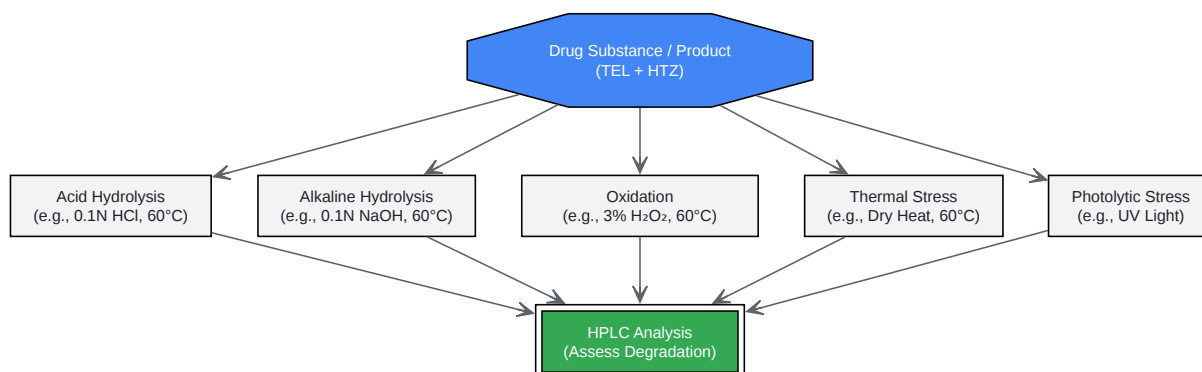 Drug Substance / Product
(TEL + HTZ)
Acid Hydrolysis
(e.g., 0.1N HCl, 60°C)
Alkaline Hydrolysis
(e.g., 0.1N NaOH, 60°C)
Oxidation
(e.g., 3% H₂O₂, 60°C)
Thermal Stress
(e.g., Dry Heat, 60°C)
Photolytic Stress
(e.g., UV Light)
HPLC Analysis
(Assess Degradation)